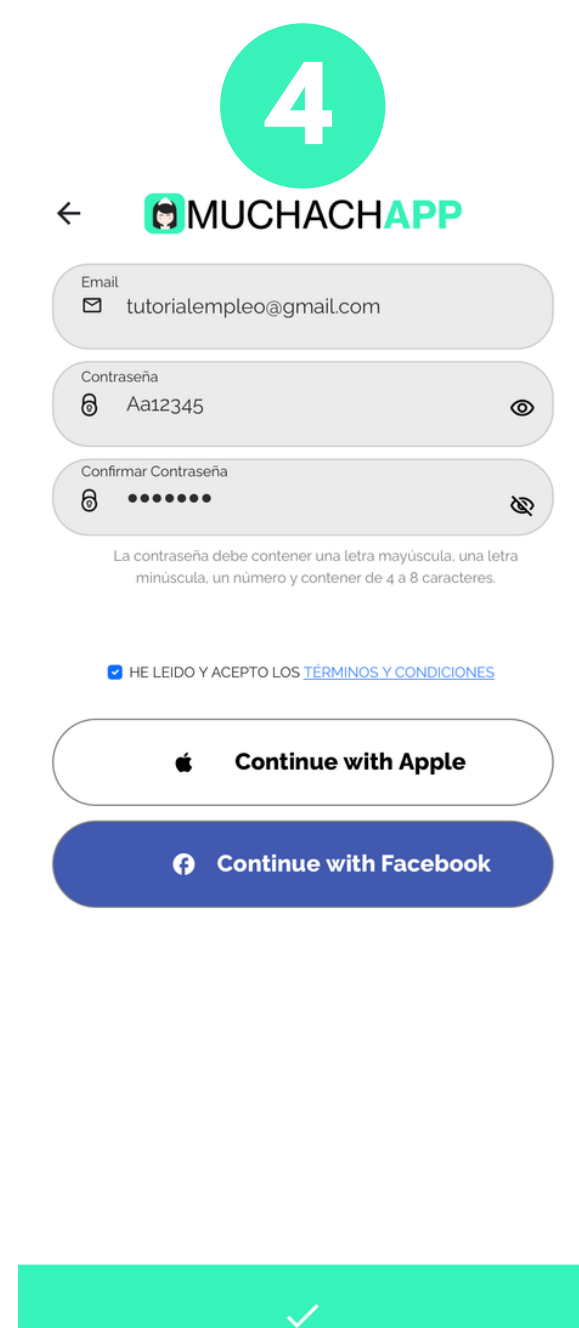 4
MUCHACHAPP
Email
tutorialempleo@gmail.com
Contraseña
Aa12345
Confirmar Contraseña
•••••••
La contraseña debe contener una letra mayúscula, una letra
minúscula, un número y contener de 4 a 8 caracteres.
HE LEIDO Y ACEPTO LOS TÉRMINOS Y CONDICIONES
Continue with Apple
Continue with Facebook